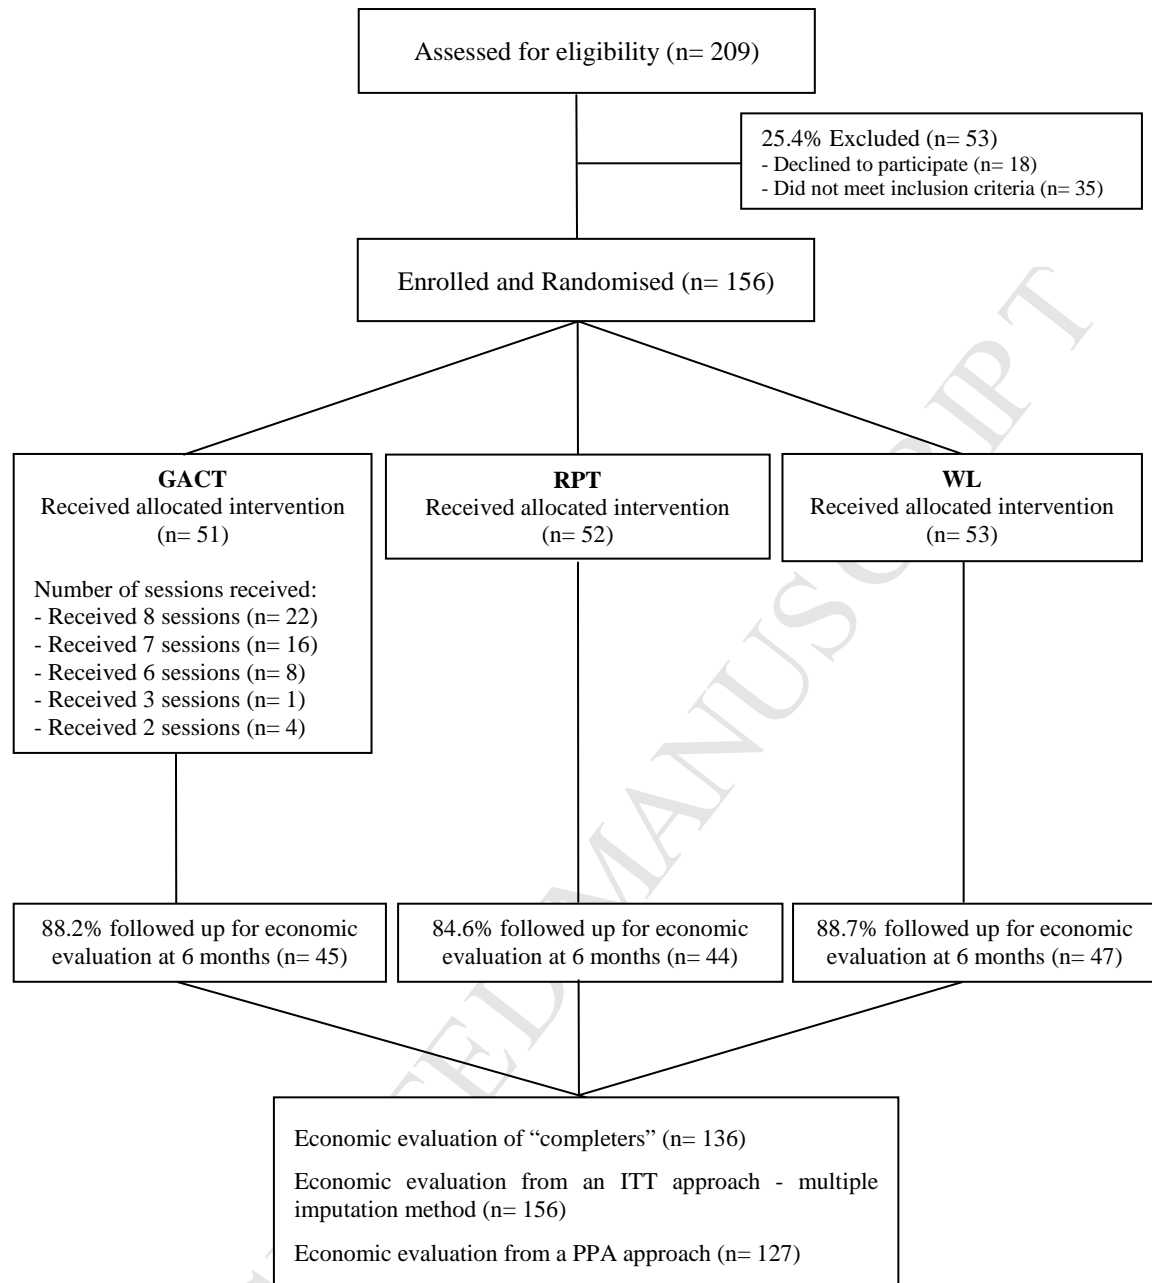 Assessed for eligibility (n= 209)
25.4% Excluded (n= 53)
- Declined to participate (n= 18)
- Did not meet inclusion criteria (n= 35)
Enrolled and Randomised (n= 156)
GACT
Received allocated intervention
(n= 51)
Number of sessions received:
- Received 8 sessions (n= 22)
- Received 7 sessions (n= 16)
- Received 6 sessions (n= 8)
- Received 3 sessions (n= 1)
- Received 2 sessions (n= 4)
RPT
Received allocated intervention
(n= 52)
WL
Received allocated intervention
(n= 53)
88.2% followed up for economic
evaluation at 6 months (n= 45)
84.6% followed up for economic
evaluation at 6 months (n= 44)
88.7% followed up for economic
evaluation at 6 months (n= 47)
Economic evaluation of “completers” (n= 136)
Economic evaluation from an ITT approach - multiple
imputation method (n= 156)
Economic evaluation from a PPA approach (n= 127)